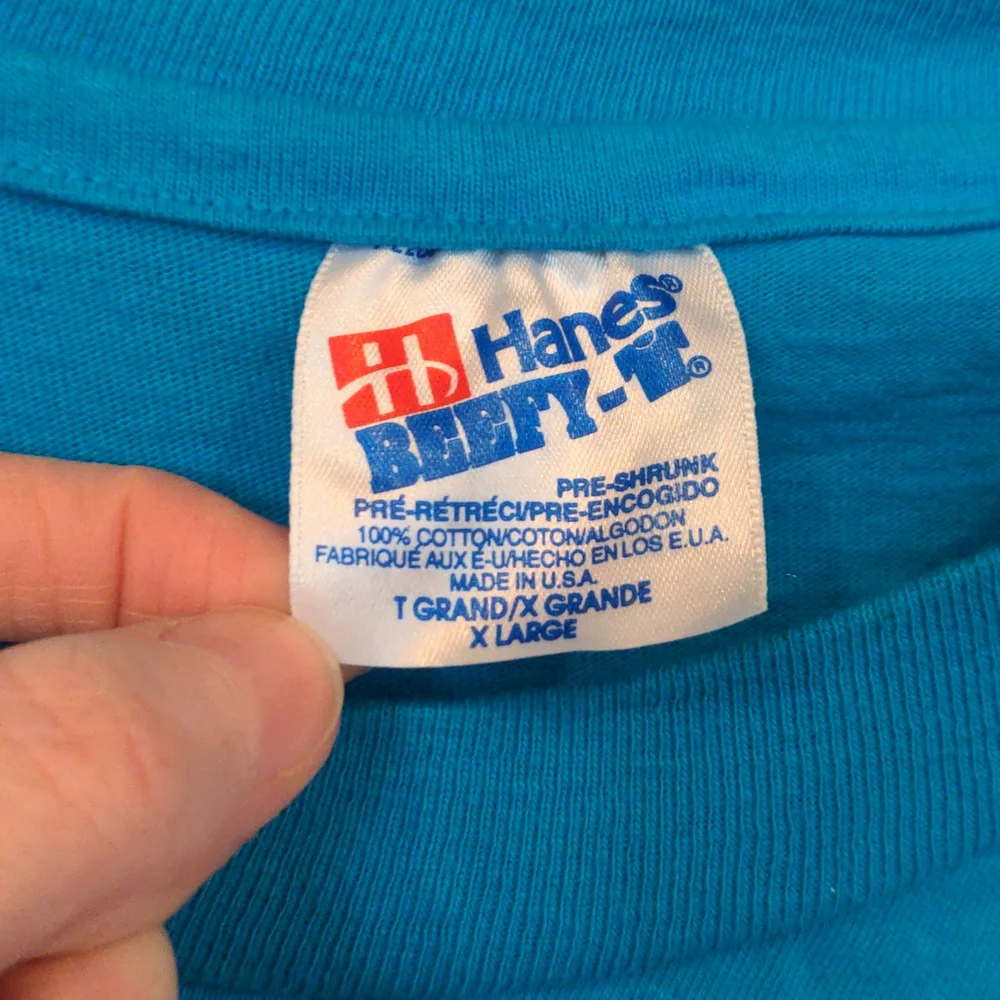 Hanes®
BEEFY-T®
PRE-SHRUNK
PRÉ-RÉTRÉCI/PRE-ENCOGIDO
100% COTTON/COTON/ALGODON
FABRIQUÉ AUX É-U/HECHO EN LOS E.U.A.
MADE IN U.S.A.
T GRAND/X GRANDE
X LARGE